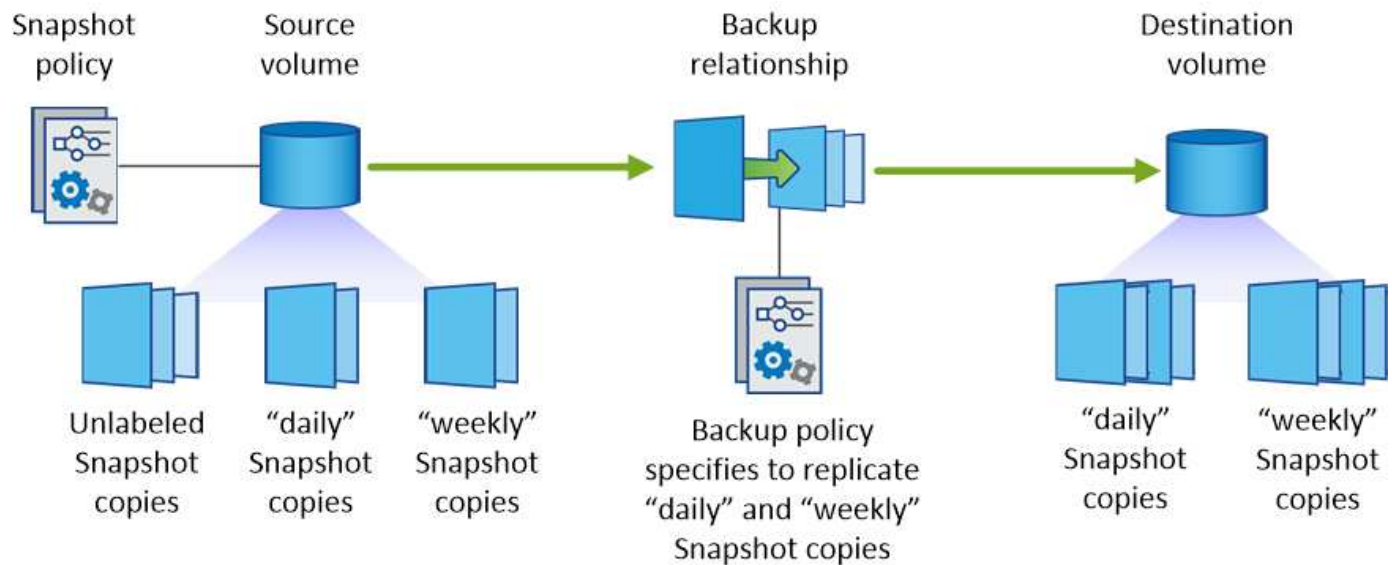 Snapshot
policy
Source
volume
Backup
relationship
Destination
volume
Unlabeled
Snapshot
copies
“daily”
Snapshot
copies
“weekly”
Snapshot
copies
Backup policy
specifies to replicate
“daily” and “weekly”
Snapshot copies
“daily”
Snapshot
copies
“weekly”
Snapshot
copies